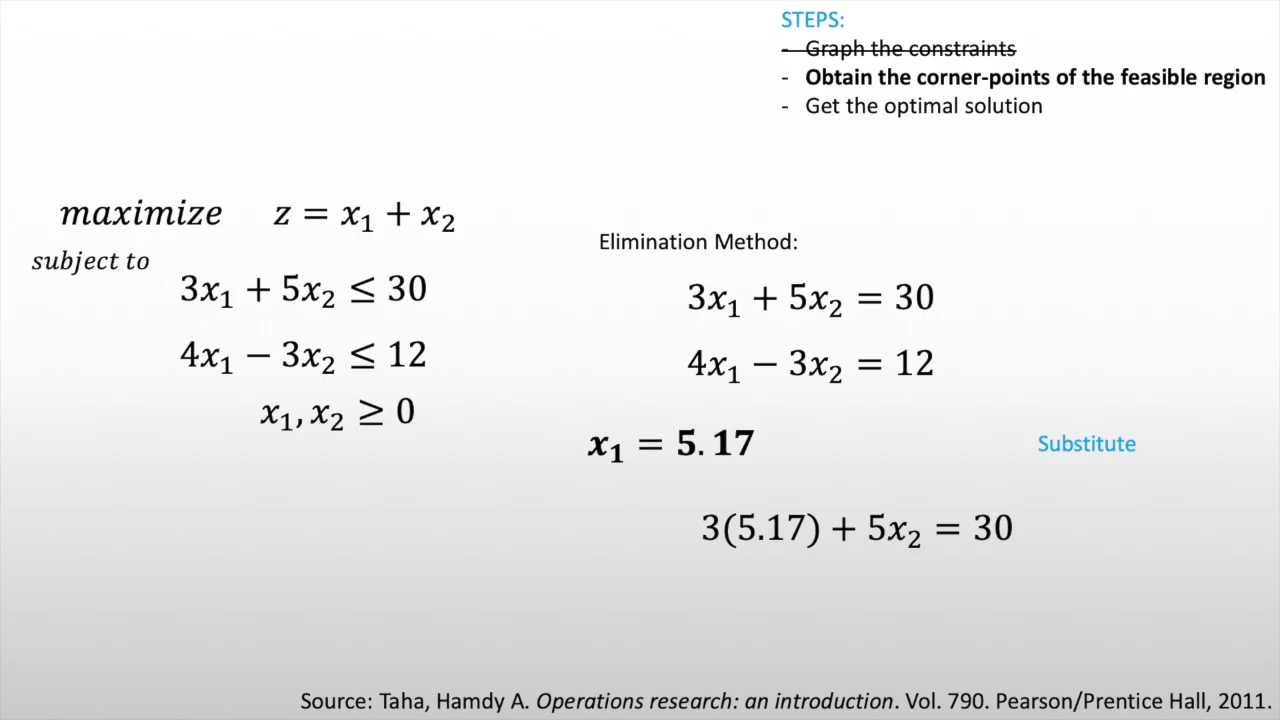 STEPS:
- Graph the constraints
- Obtain the corner-points of the feasible region
- Get the optimal solution
maximize z = x₁ + x₂
subject to
3x₁ + 5x₂ ≤ 30
4x₁ − 3x₂ ≤ 12
x₁, x₂ ≥ 0
Elimination Method:
3x₁ + 5x₂ = 30
4x₁ − 3x₂ = 12
x₁ = 5.17
Substitute
3(5.17) + 5x₂ = 30
Source: Taha, Hamdy A. Operations research: an introduction. Vol. 790. Pearson/Prentice Hall, 2011.